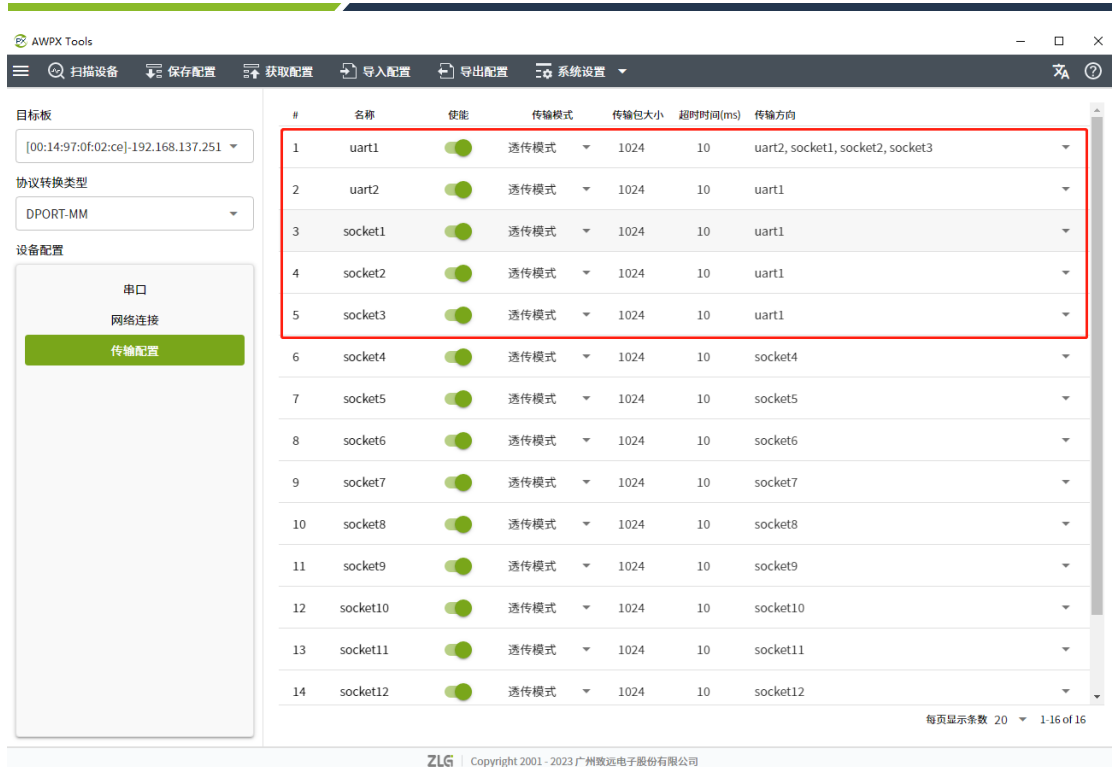 AWPX Tools
扫描设备 保存配置 获取配置 导入配置 导出配置 系统设置
目标板
[00:14:97:0f:02:ce]-192.168.137.251
协议转换类型
DPORT-MM
设备配置
串口
网络连接
传输配置
# 名称 使能 传输模式 传输包大小 超时时间(ms) 传输方向
1 uart1 透传模式 1024 10 uart2, socket1, socket2, socket3
2 uart2 透传模式 1024 10 uart1
3 socket1 透传模式 1024 10 uart1
4 socket2 透传模式 1024 10 uart1
5 socket3 透传模式 1024 10 uart1
6 socket4 透传模式 1024 10 socket4
7 socket5 透传模式 1024 10 socket5
8 socket6 透传模式 1024 10 socket6
9 socket7 透传模式 1024 10 socket7
10 socket8 透传模式 1024 10 socket8
11 socket9 透传模式 1024 10 socket9
12 socket10 透传模式 1024 10 socket10
13 socket11 透传模式 1024 10 socket11
14 socket12 透传模式 1024 10 socket12
每页显示条数 20 1-16 of 16
ZLG Copyright 2001 - 2023 广州致远电子股份有限公司